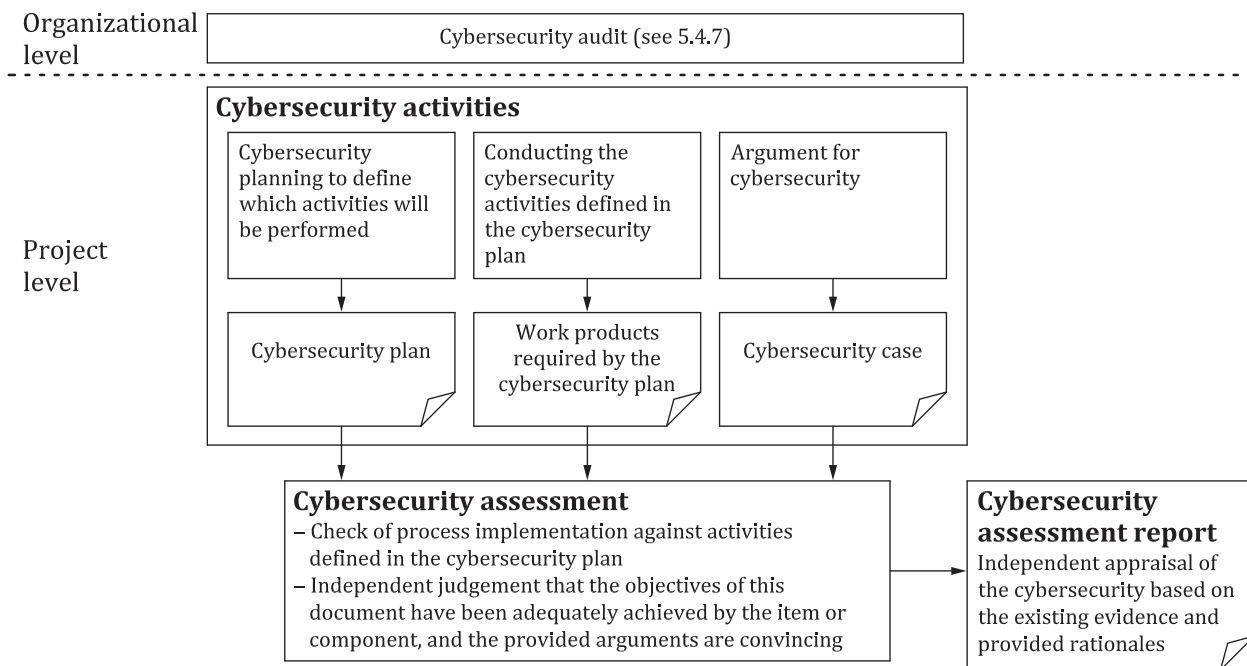 Organizational
level
Cybersecurity audit (see 5.4.7)
Project
level
Cybersecurity activities
Cybersecurity
planning to define
which activities will
be performed
Conducting the
cybersecurity
activities defined in
the cybersecurity
plan
Argument for
cybersecurity
Cybersecurity plan
Work products
required by the
cybersecurity plan
Cybersecurity case
Cybersecurity assessment
– Check of process implementation against activities
defined in the cybersecurity plan
– Independent judgement that the objectives of this
document have been adequately achieved by the item or
component, and the provided arguments are convincing
Cybersecurity
assessment report
Independent appraisal of
the cybersecurity based on
the existing evidence and
provided rationales